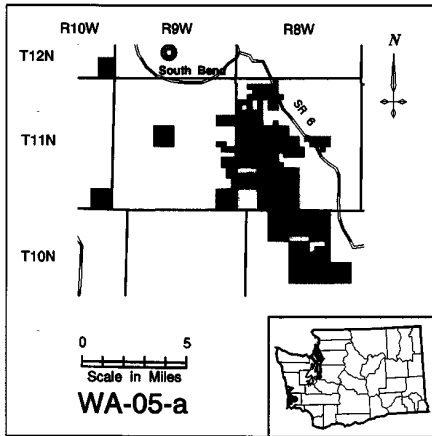 R10W R9W R8W
T12N
South Bend
N
SR 6
T11N
T10N
0 5
Scale in Miles
WA-05-a